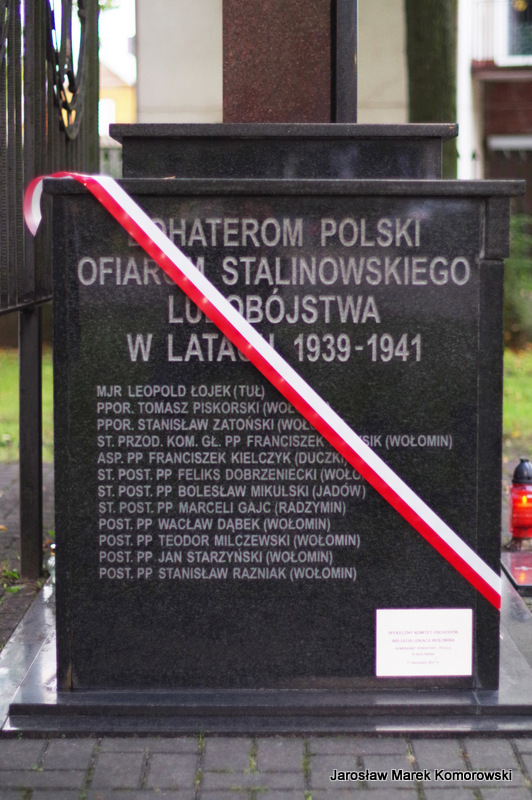 BOHATEROM POLSKI
STALINOWSKIEGO
W 1939-1941
MJR LEOPOLD ŁOJEK (TUŁ)
PPOR. TOMASZ PISKORSKI
PPOR. STANISŁAW ZATOŃSKI
ST. PRZOD. KOM. GŁ. PP FRANCISZEK (WOŁOMIN)
ASP. PP FRANCISZEK KIELCZYK (DUCZKI)
ST. POST. PP FELIKS DOBRZENIECKI
ST. POST. PP BOLESŁAW MIKULSKI (JADÓW)
ST. POST. PP MARCELI GAJC (RADZYMIN)
POST. PP WACŁAW DĄBEK (WOŁOMIN)
POST. PP TEODOR MILCZEWSKI (WOŁOMIN)
POST. PP JAN STARZYŃSKI (WOŁOMIN)
POST. PP STANISŁAW RAZNIAK (WOŁOMIN)
Jarosław Marek Komorowski